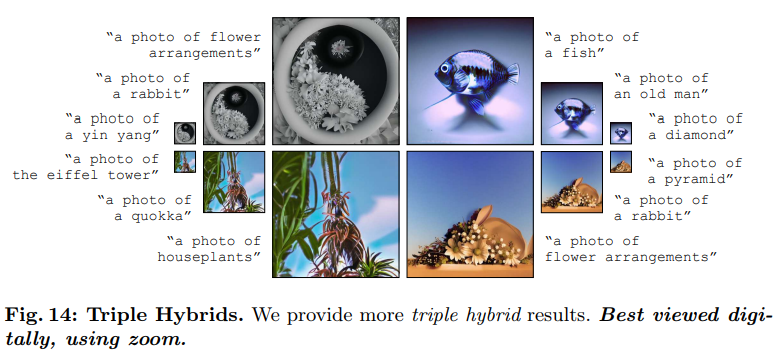 “a photo of flower
arrangements”
“a photo of
a rabbit”
“a photo of
a yin yang”
“a photo of
a fish”
“a photo of
an old man”
“a photo of
a diamond”
“a photo of
the eiffel tower”
“a photo of
a quokka”
“a photo of
houseplants”
“a photo of
a pyramid”
“a photo of
a rabbit”
“a photo of
flower arrangements”
Fig. 14: Triple Hybrids. We provide more triple hybrid results. Best viewed digi-
tally, using zoom.